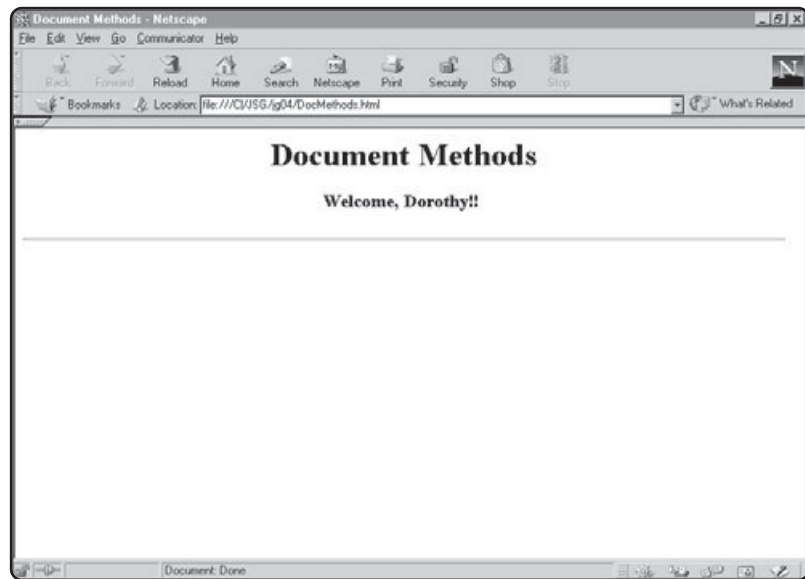 Document Methods - Netscape
File Edit View Go Communicator Help
Back Forward Reload Home Search Netscape Print Security Shop Stop
N
Bookmarks Location: file:///C|/JSG/jg04/DocMethods.html What's Related
Document Methods
Welcome, Dorothy!!
Document: Done